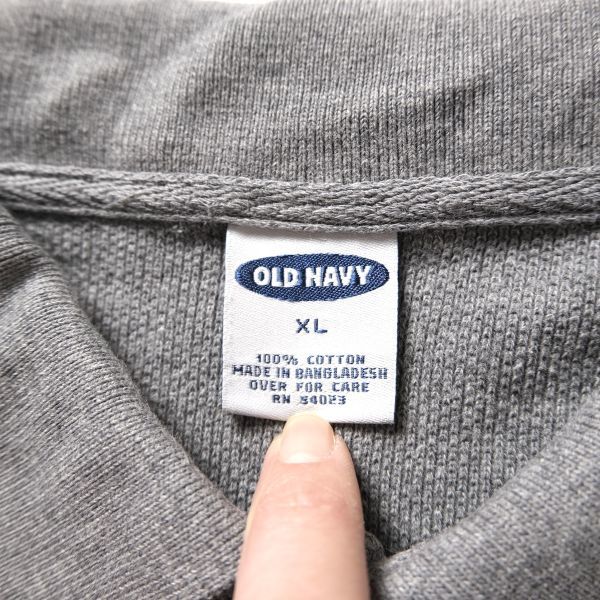 OLD NAVY
XL
100% COTTON
MADE IN BANGLADESH
OVER FOR CARE
RN 54023